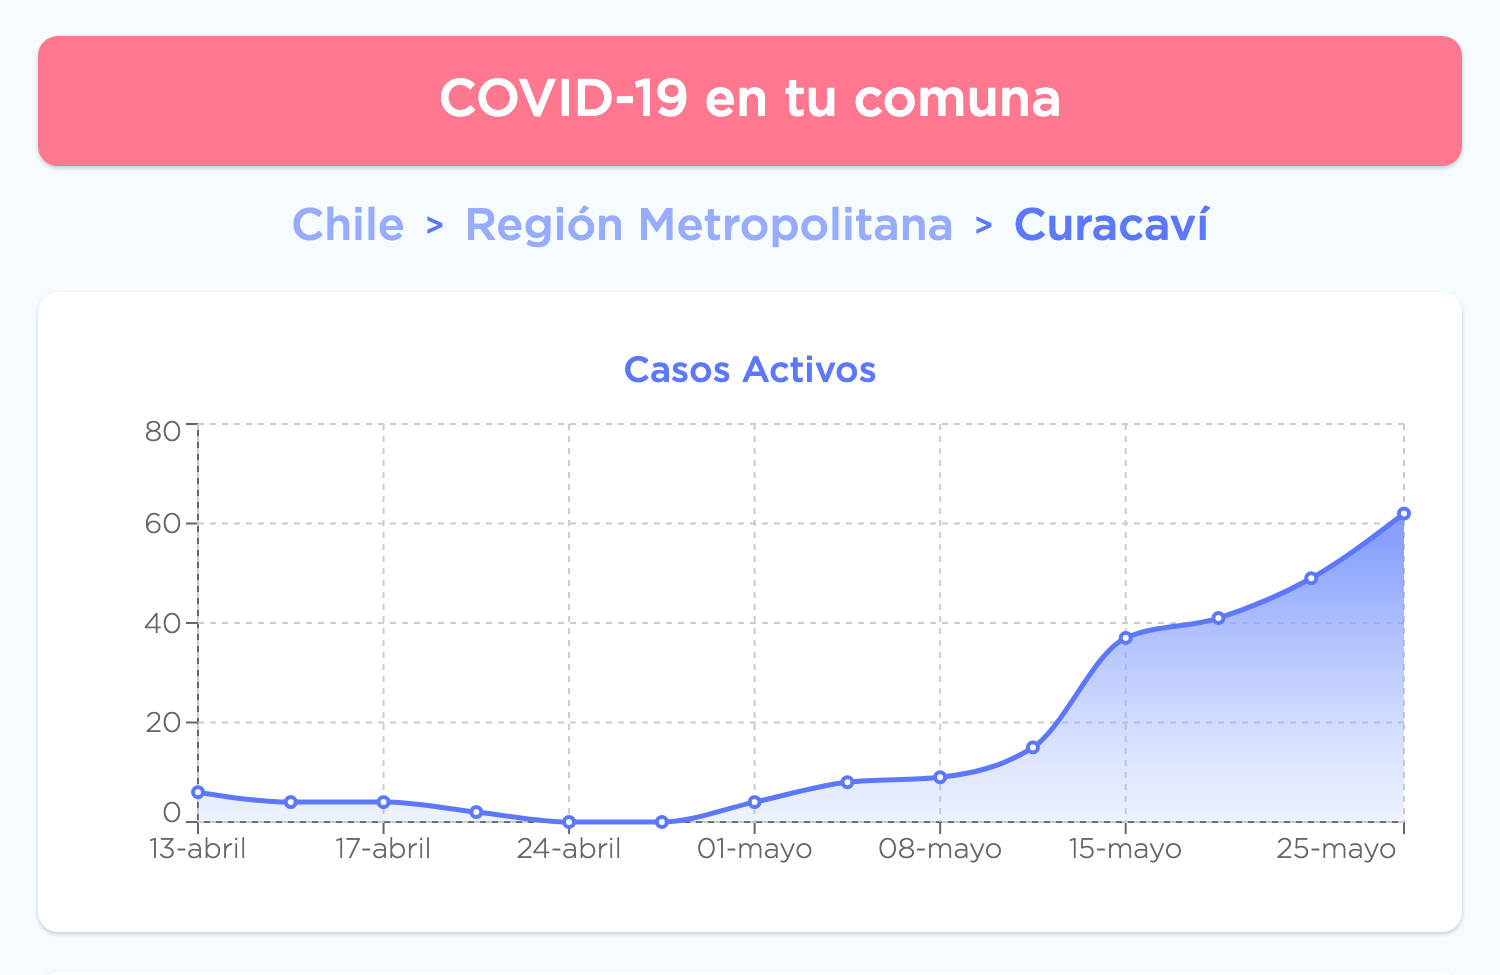 COVID-19 en tu comuna
Chile > Región Metropolitana > Curacaví
Casos Activos
80
60
40
20
0
13-abril 17-abril 24-abril 01-mayo 08-mayo 15-mayo 25-mayo